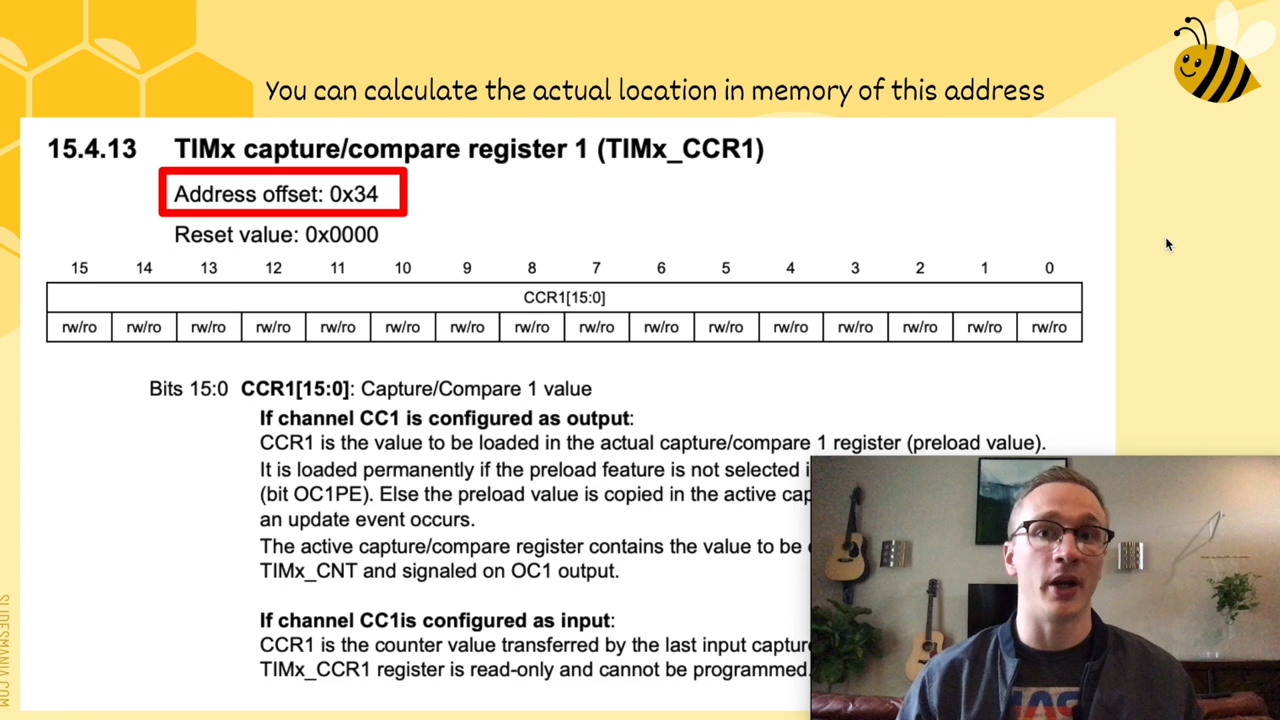 You can calculate the actual location in memory of this address
15.4.13 TIMx capture/compare register 1 (TIMx_CCR1)
Address offset: 0x34
Reset value: 0x0000
15 14 13 12 11 10 9 8 7 6 5 4 3 2 1 0
CCR1[15:0]
rw/ro rw/ro rw/ro rw/ro rw/ro rw/ro rw/ro rw/ro rw/ro rw/ro rw/ro rw/ro rw/ro rw/ro rw/ro rw/ro
Bits 15:0 CCR1[15:0]: Capture/Compare 1 value
If channel CC1 is configured as output:
CCR1 is the value to be loaded in the actual capture/compare 1 register (preload value).
It is loaded permanently if the preload feature is not selected
(bit OC1PE). Else the preload value is copied in the active
an update event occurs.
The active capture/compare register contains the value to be
TIMx_CNT and signaled on OC1 output.
If channel CC1is configured as input:
CCR1 is the counter value transferred by the last input
TIMx_CCR1 register is read-only and cannot be programmed.
SLIDESMANIA.COM